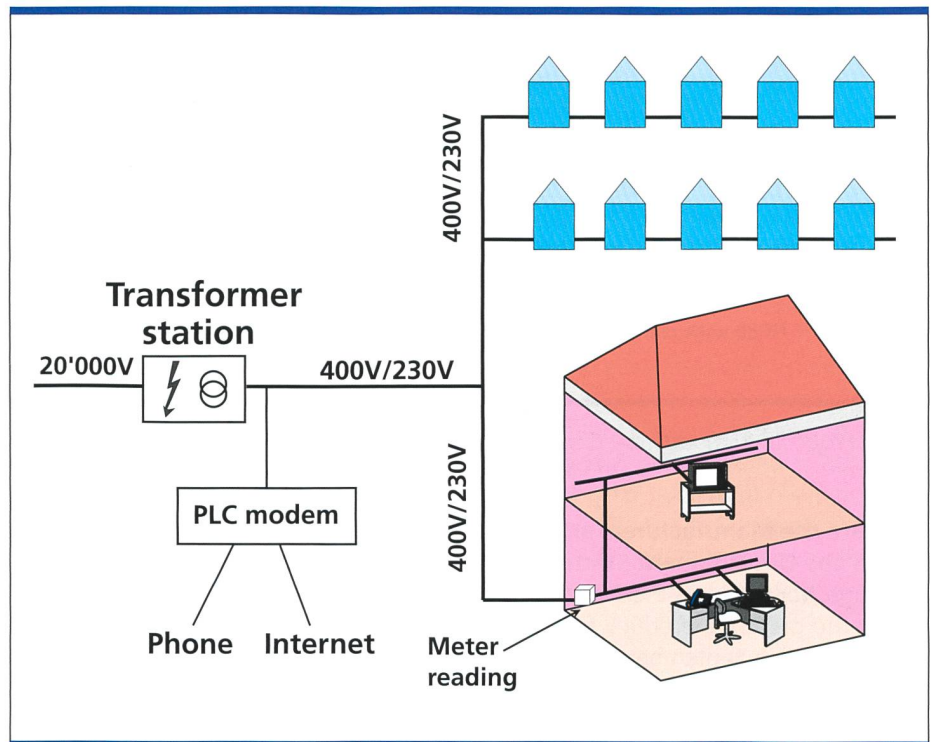 400V/230V
Transformer
station
20'000V
400V/230V
400V/230V
PLC modem
Phone
Internet
Meter
reading